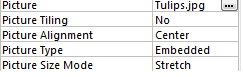 Picture Tulips.jpg ...
Picture Tiling No
Picture Alignment Center
Picture Type Embedded
Picture Size Mode Stretch